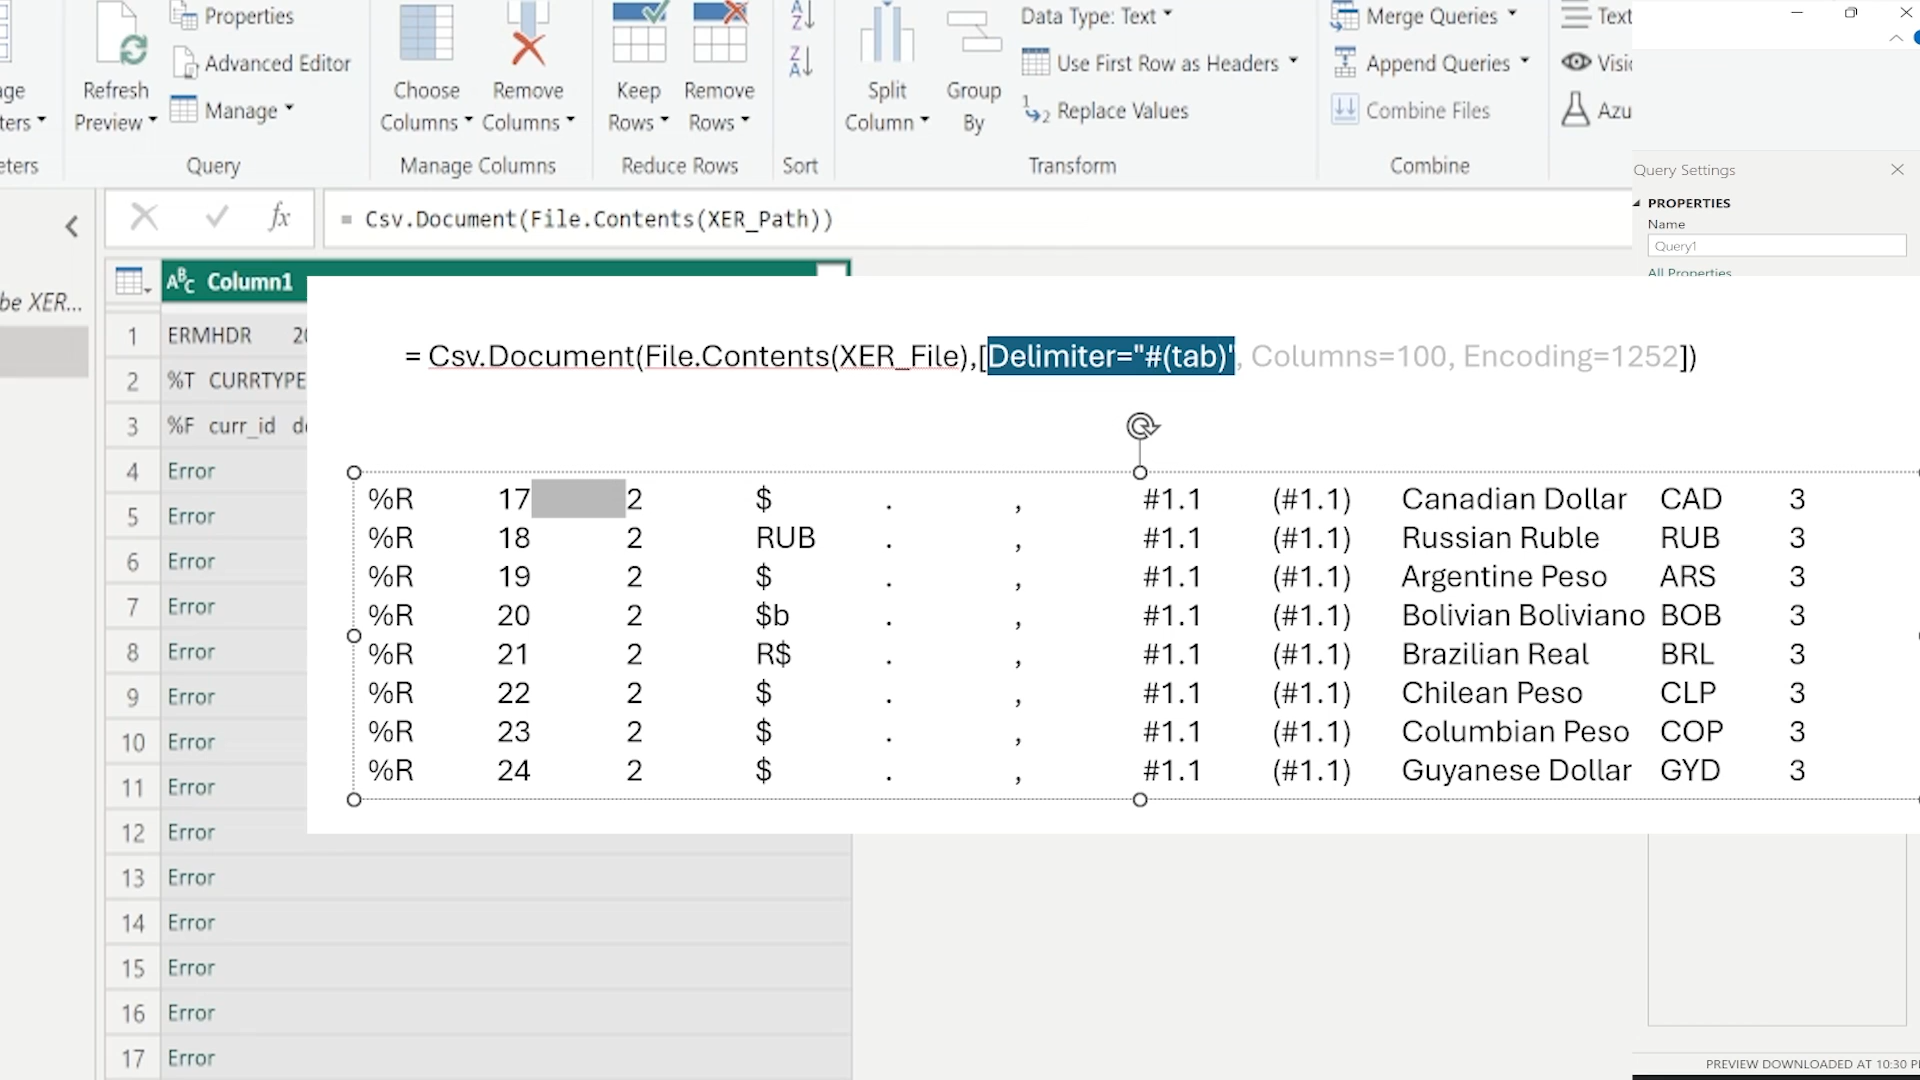 Properties
Advanced Editor
Manage
Refresh
Preview
Query
Choose
Columns
Remove
Columns
Manage Columns
Keep
Rows
Remove
Rows
Reduce Rows
Sort
Split
Column
Group
By
Data Type: Text
Use First Row as Headers
Replace Values
Transform
Merge Queries
Append Queries
Combine Files
Combine
Text
= Csv.Document(File.Contents(XER_Path))
Query Settings
PROPERTIES
Name
Query1
All Properties
be XER...
ABC Column1
1 ERMHDR
2 %T CURRTYPE
3 %F curr_id
4 Error
5 Error
6 Error
7 Error
8 Error
9 Error
10 Error
11 Error
12 Error
13 Error
14 Error
15 Error
16 Error
17 Error
= Csv.Document(File.Contents(XER_File),[Delimiter="#(tab)", Columns=100, Encoding=1252])
%R 17 2 $ . , #1.1 (#1.1) Canadian Dollar CAD 3
%R 18 2 RUB . , #1.1 (#1.1) Russian Ruble RUB 3
%R 19 2 $ . , #1.1 (#1.1) Argentine Peso ARS 3
%R 20 2 $b . , #1.1 (#1.1) Bolivian Boliviano BOB 3
%R 21 2 R$ . , #1.1 (#1.1) Brazilian Real BRL 3
%R 22 2 $ . , #1.1 (#1.1) Chilean Peso CLP 3
%R 23 2 $ . , #1.1 (#1.1) Columbian Peso COP 3
%R 24 2 $ . , #1.1 (#1.1) Guyanese Dollar GYD 3
PREVIEW DOWNLOADED AT 10:30 P